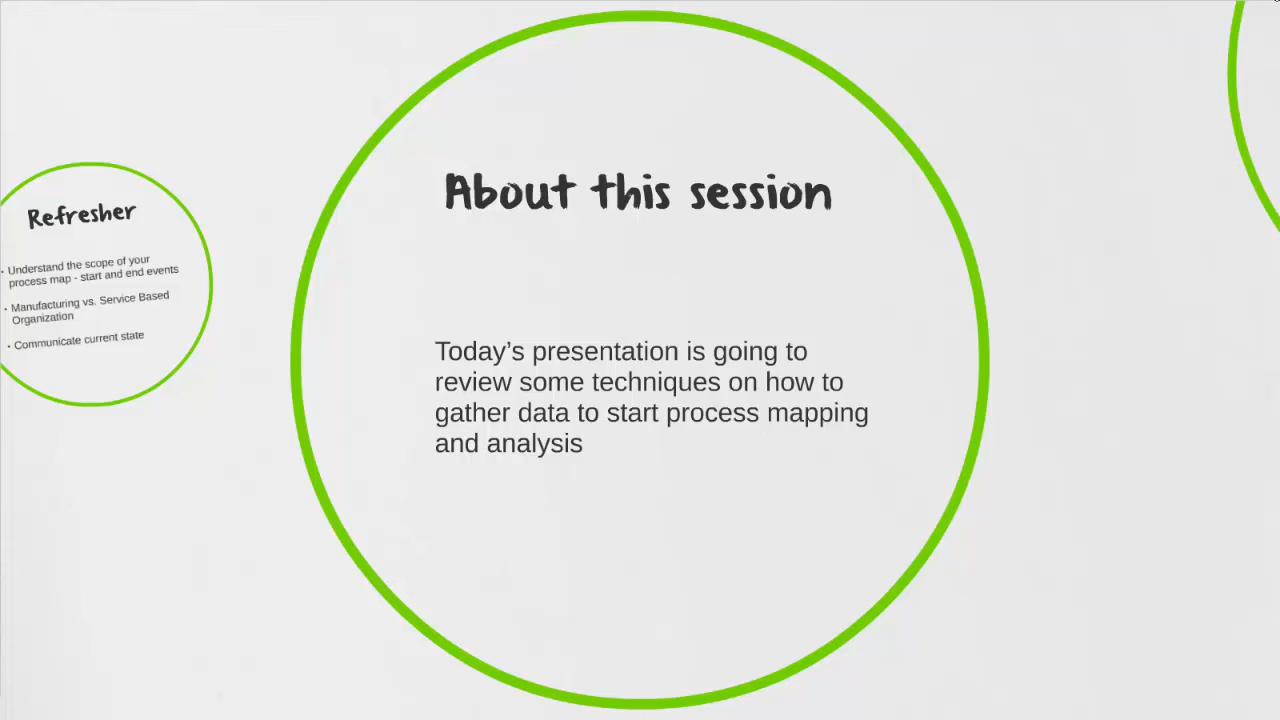 Refresher
• Understand the scope of your
process map - start and end events
• Manufacturing vs. Service Based
Organization
• Communicate current state
About this session
Today’s presentation is going to
review some techniques on how to
gather data to start process mapping
and analysis